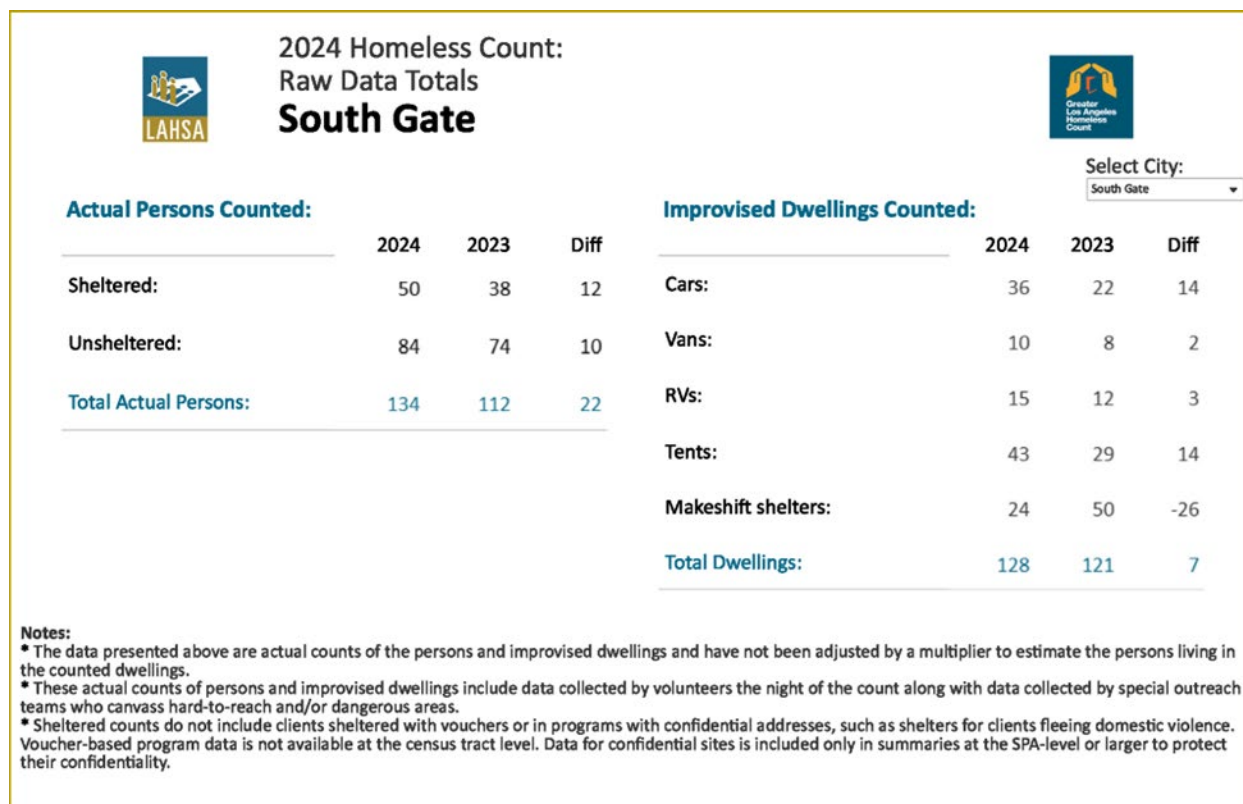 2024 Homeless Count:
Raw Data Totals
South Gate
LAHSA
Greater
Los Angeles
Homeless
Count
Select City:
South Gate
Actual Persons Counted:
2024 2023 Diff
Sheltered: 50 38 12
Unsheltered: 84 74 10
Total Actual Persons: 134 112 22
Improvised Dwellings Counted:
2024 2023 Diff
Cars: 36 22 14
Vans: 10 8 2
RVs: 15 12 3
Tents: 43 29 14
Makeshift shelters: 24 50 -26
Total Dwellings: 128 121 7
Notes:
* The data presented above are actual counts of the persons and improvised dwellings and have not been adjusted by a multiplier to estimate the persons living in
the counted dwellings.
* These actual counts of persons and improvised dwellings include data collected by volunteers the night of the count along with data collected by special outreach
teams who canvass hard-to-reach and/or dangerous areas.
* Sheltered counts do not include clients sheltered with vouchers or in programs with confidential addresses, such as shelters for clients fleeing domestic violence.
Voucher-based program data is not available at the census tract level. Data for confidential sites is included only in summaries at the SPA-level or larger to protect
their confidentiality.